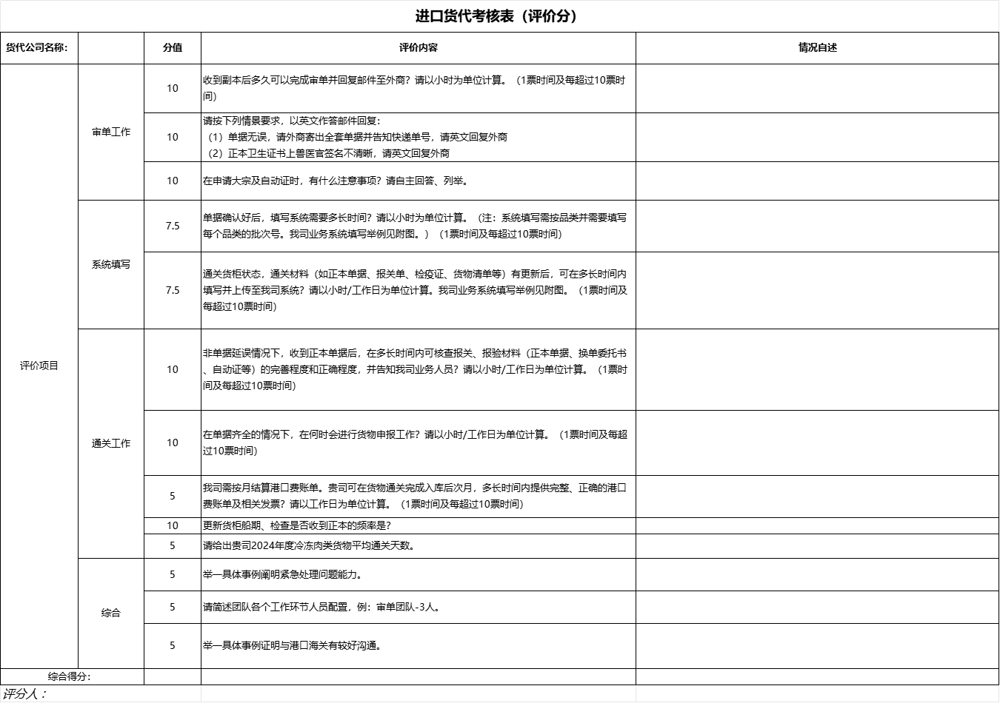 进口货代考核表（评价分）
货代公司名称：
分值
评价内容
情况自述
评价项目
审单工作
10
收到副本后多久可以完成审单并回复邮件至外商？请以小时为单位计算。（1票时间及每超过10票时
间）
10
请按下列情景要求，以英文作答邮件回复：
（1）单据无误，请外商寄出全套单据并告知快递单号，请英文回复外商
（2）正本卫生证书上兽医官签名不清晰，请英文回复外商
10
在申请大宗及自动证时，有什么注意事项？请自主回答、列举。
系统填写
7.5
单据确认好后，填写系统需要多长时间？请以小时为单位计算。（注：系统填写需按品类并需要填写
每个品类的批次号。我司业务系统填写举例见附图。）（1票时间及每超过10票时间）
7.5
通关货柜状态，通关材料（如正本单据、报关单、检疫证、货物清单等）有更新后，可在多长时间内
填写并上传至我司系统？请以小时/工作日为单位计算。我司业务系统填写举例见附图。（1票时间及
每超过10票时间）
通关工作
10
非单据延误情况下，收到正本单据后，在多长时间内可核查报关、报验材料（正本单据、换单委托书
、自动证等）的完善程度和正确程度，并告知我司业务人员？请以小时/工作日为单位计算。（1票时
间及每超过10票时间）
10
在单据齐全的情况下，在何时会进行货物申报工作？请以小时/工作日为单位计算。（1票时间及每超
过10票时间）
5
我司需按月结算港口费账单。贵司可在货物通关完成入库后次月，多长时间内提供完整、正确的港口
费账单及相关发票？请以工作日为单位计算。（1票时间及每超过10票时间）
10
更新货柜船期、检查是否收到正本的频率是？
5
请给出贵司2024年度冷冻肉类货物平均通关天数。
综合
5
举一具体事例阐明紧急处理问题能力。
5
请简述团队各个工作环节人员配置，例：审单团队-3人。
5
举一具体事例证明与港口海关有较好沟通。
综合得分：
评分人：